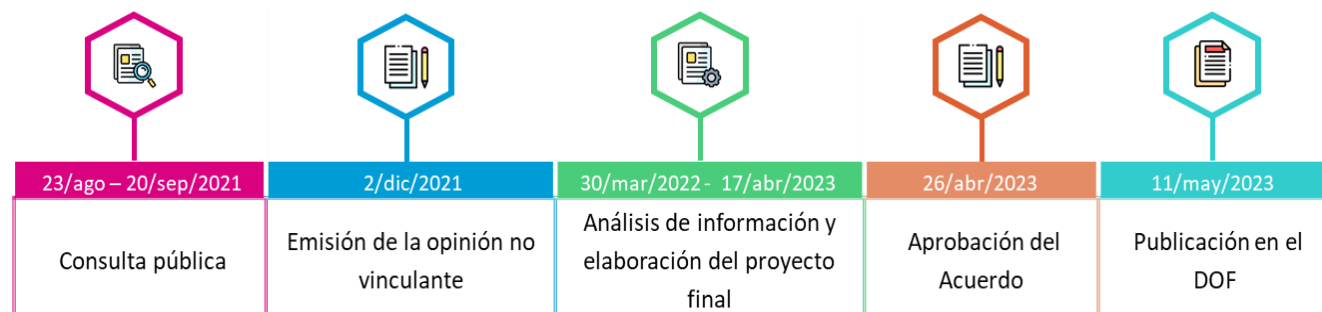 23/ago – 20/sep/2021
2/dic/2021
30/mar/2022 - 17/abr/2023
26/abr/2023
11/may/2023
Consulta pública
Emisión de la opinión no
vinculante
Análisis de información y
elaboración del proyecto
final
Aprobación del
Acuerdo
Publicación en el
DOF